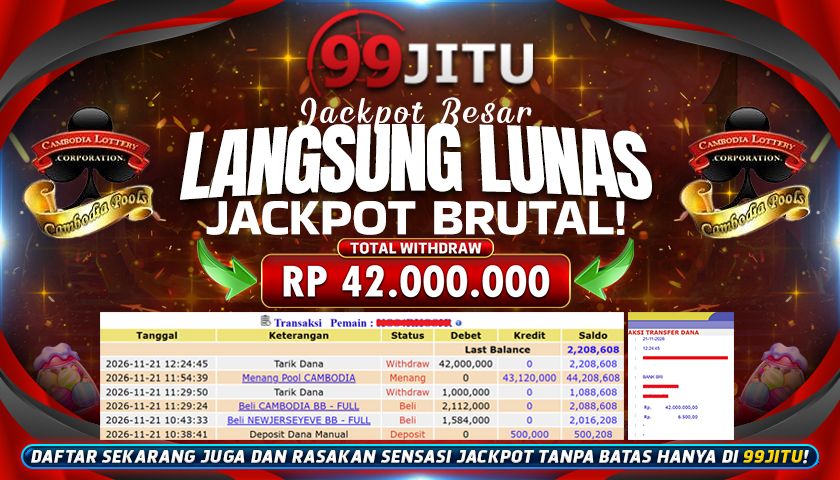 99JITU
Jackpot Besar
LANGSUNG LUNAS
JACKPOT BRUTAL!
CAMBODIA LOTTERY
CORPORATION.
Cambodia Pools
CAMBODIA LOTTERY
CORPORATION.
Cambodia Pools
TOTAL WITHDRAW
RP 42.000.000
Transaksi Pemain :
Tanggal Keterangan Status Debet Kredit Saldo
Last Balance 2,208,608
2026-11-21 12:24:45 Tarik Dana Withdraw 42,000,000 0 2,208,608
2026-11-21 11:54:39 Menang Pool CAMBODIA Menang 0 43,120,000 44,208,608
2026-11-21 11:29:50 Tarik Dana Withdraw 1,000,000 0 1,088,608
2026-11-21 11:29:24 Beli CAMBODIA BB - FULL Beli 2,112,000 0 2,088,608
2026-11-21 10:43:33 Beli NEWJERSEYEVE BB - FULL Beli 1,584,000 0 2,016,208
2026-11-21 10:38:41 Deposit Dana Manual Deposit 0 500,000 500,208
AKSI TRANSFER DANA
21-11-2026
12:24:45
BANK BRI
Rp. 42.000.000,00
Rp. 6.500,00
DAFTAR SEKARANG JUGA DAN RASAKAN SENSASI JACKPOT TANPA BATAS HANYA DI 99JITU!